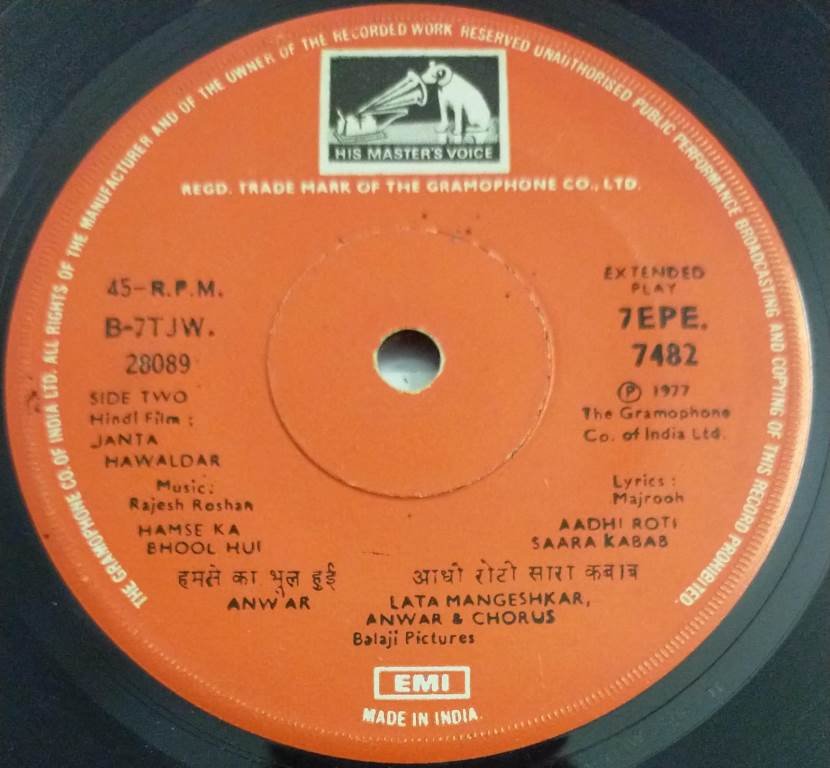 THE GRAMOPHONE CO. OF INDIA LTD. ALL RIGHTS OF THE MANUFACTURER AND OF THE OWNER OF THE RECORDED WORK RESERVED UNAUTHORISED PUBLIC PERFORMANCE BROADCASTING AND COPYING OF THIS RECORD PROHIBITED.
HIS MASTER'S VOICE
REGD. TRADE MARK OF THE GRAMOPHONE CO., LTD.
45-R.P.M.
B-7TJW.
28089
SIDE TWO
Hindi Film :
JANTA
HAWALDAR
Music:
Rajesh Roshan
HAMSE KA
BHOOL HUI
हमसे का भूल हुई
ANWAR
EXTENDED
PLAY
7EPE.
7482
Ⓟ 1977
The Gramophone
Co. of India Ltd.
Lyrics :
Majrooh
AADHI ROTI
SAARA KABAB
आधी रोटी सारा कबाब
LATA MANGESHKAR,
ANWAR & CHORUS
Balaji Pictures
EMI
MADE IN INDIA.